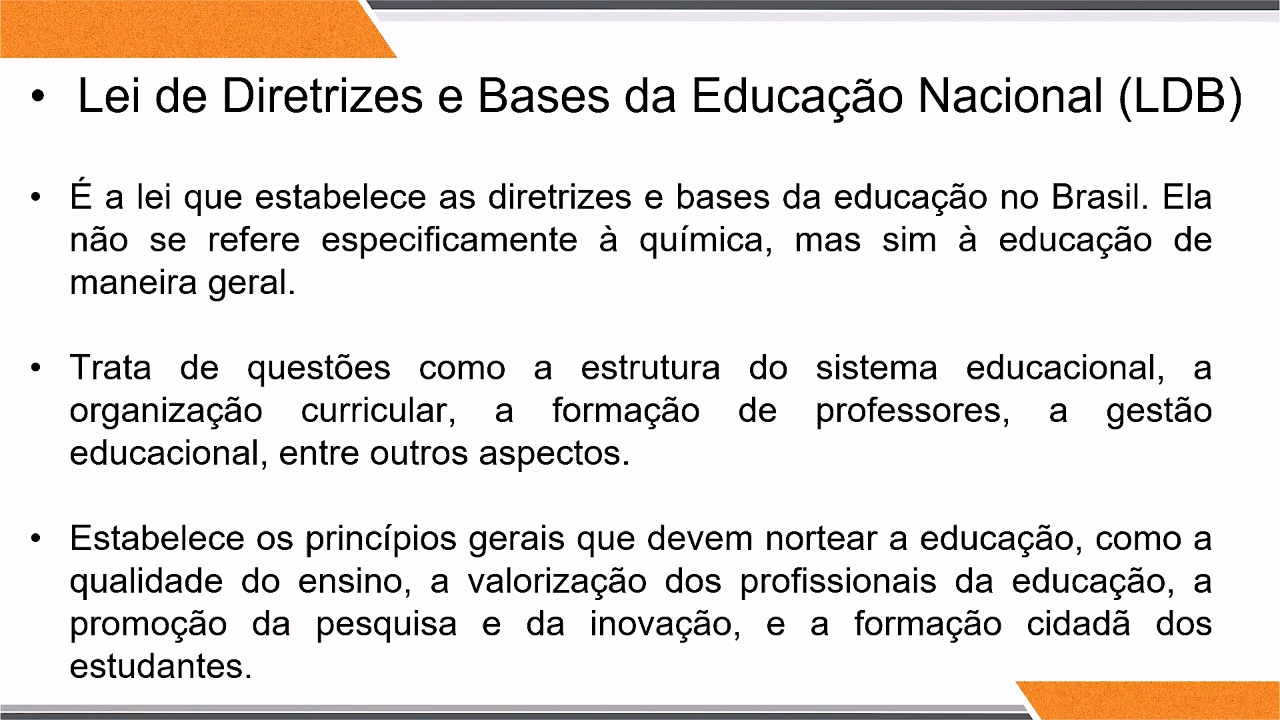 • Lei de Diretrizes e Bases da Educação Nacional (LDB)
• É a lei que estabelece as diretrizes e bases da educação no Brasil. Ela
não se refere especificamente à química, mas sim à educação de
maneira geral.
• Trata de questões como a estrutura do sistema educacional, a
organização curricular, a formação de professores, a gestão
educacional, entre outros aspectos.
• Estabelece os princípios gerais que devem nortear a educação, como a
qualidade do ensino, a valorização dos profissionais da educação, a
promoção da pesquisa e da inovação, e a formação cidadã dos
estudantes.